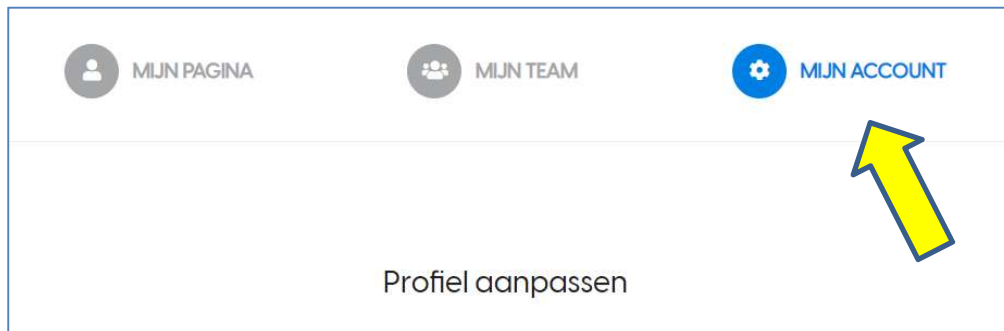 MIJN PAGINA
MIJN TEAM
MIJN ACCOUNT
Profiel aanpassen